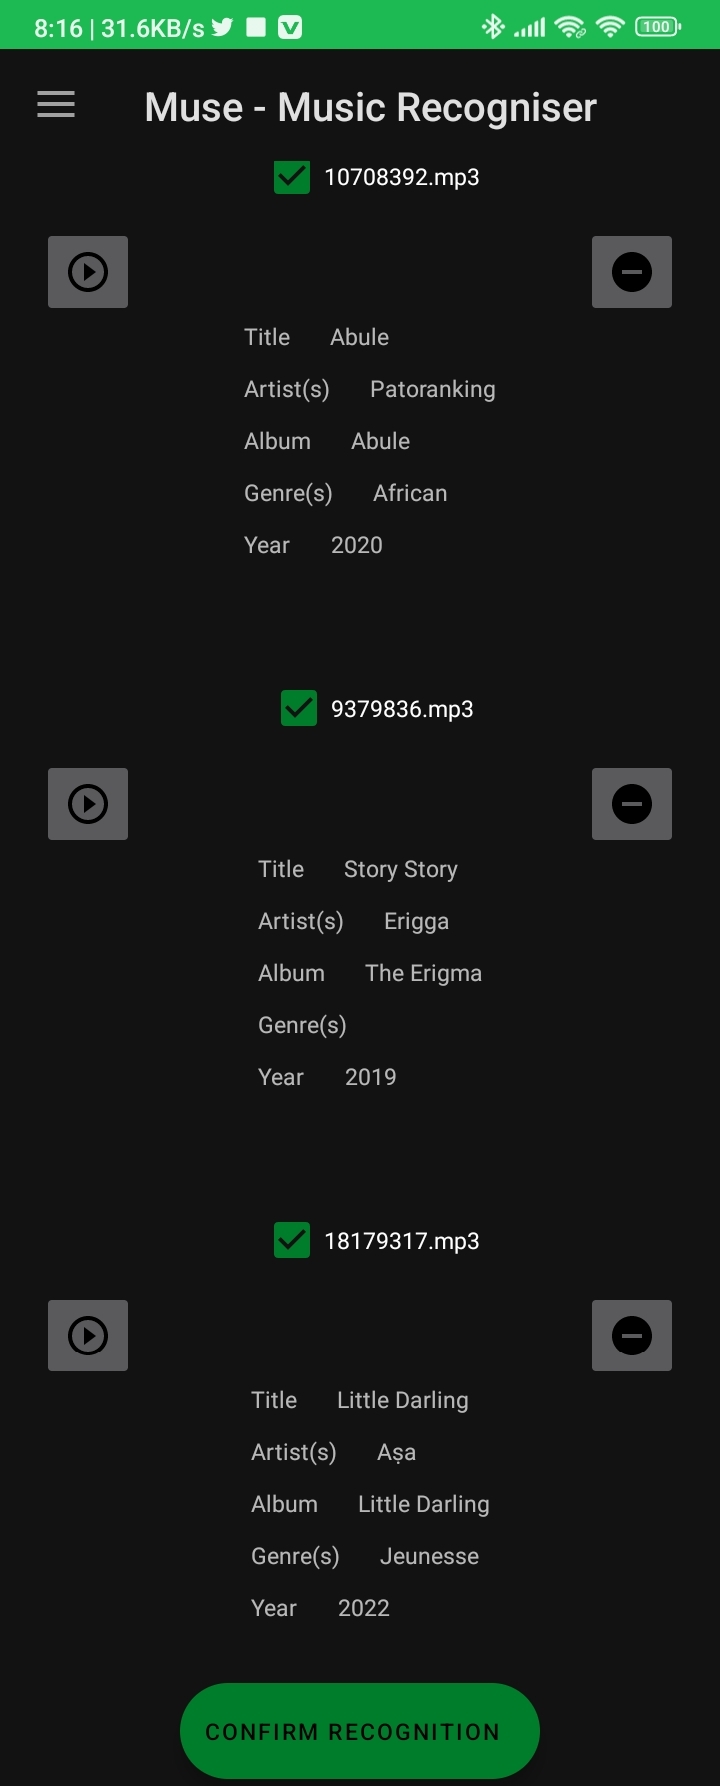 8:16 | 31.6KB/s 100
Muse - Music Recogniser
10708392.mp3
Title Abule
Artist(s) Patoranking
Album Abule
Genre(s) African
Year 2020
9379836.mp3
Title Story Story
Artist(s) Erigga
Album The Erigma
Genre(s)
Year 2019
18179317.mp3
Title Little Darling
Artist(s) Aṣa
Album Little Darling
Genre(s) Jeunesse
Year 2022
CONFIRM RECOGNITION